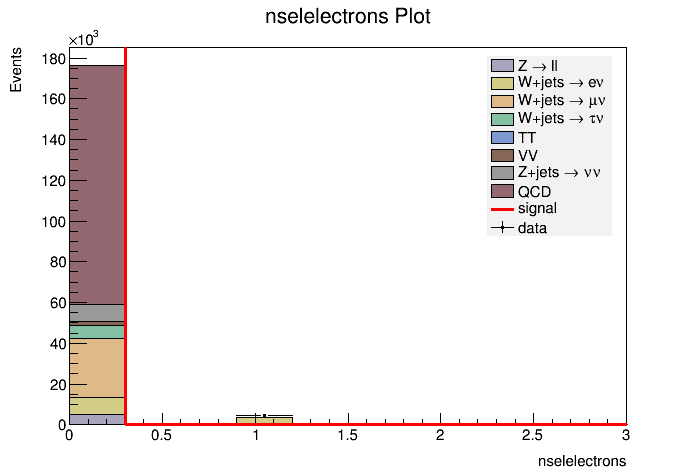 nselelectrons Plot
×10³
Events
180
160
140
120
100
80
60
40
20
0
0 0.5 1 1.5 2 2.5 3
nselelectrons
Z → ll
W+jets → eν
W+jets → μν
W+jets → τν
TT
VV
Z+jets → νν
QCD
signal
data